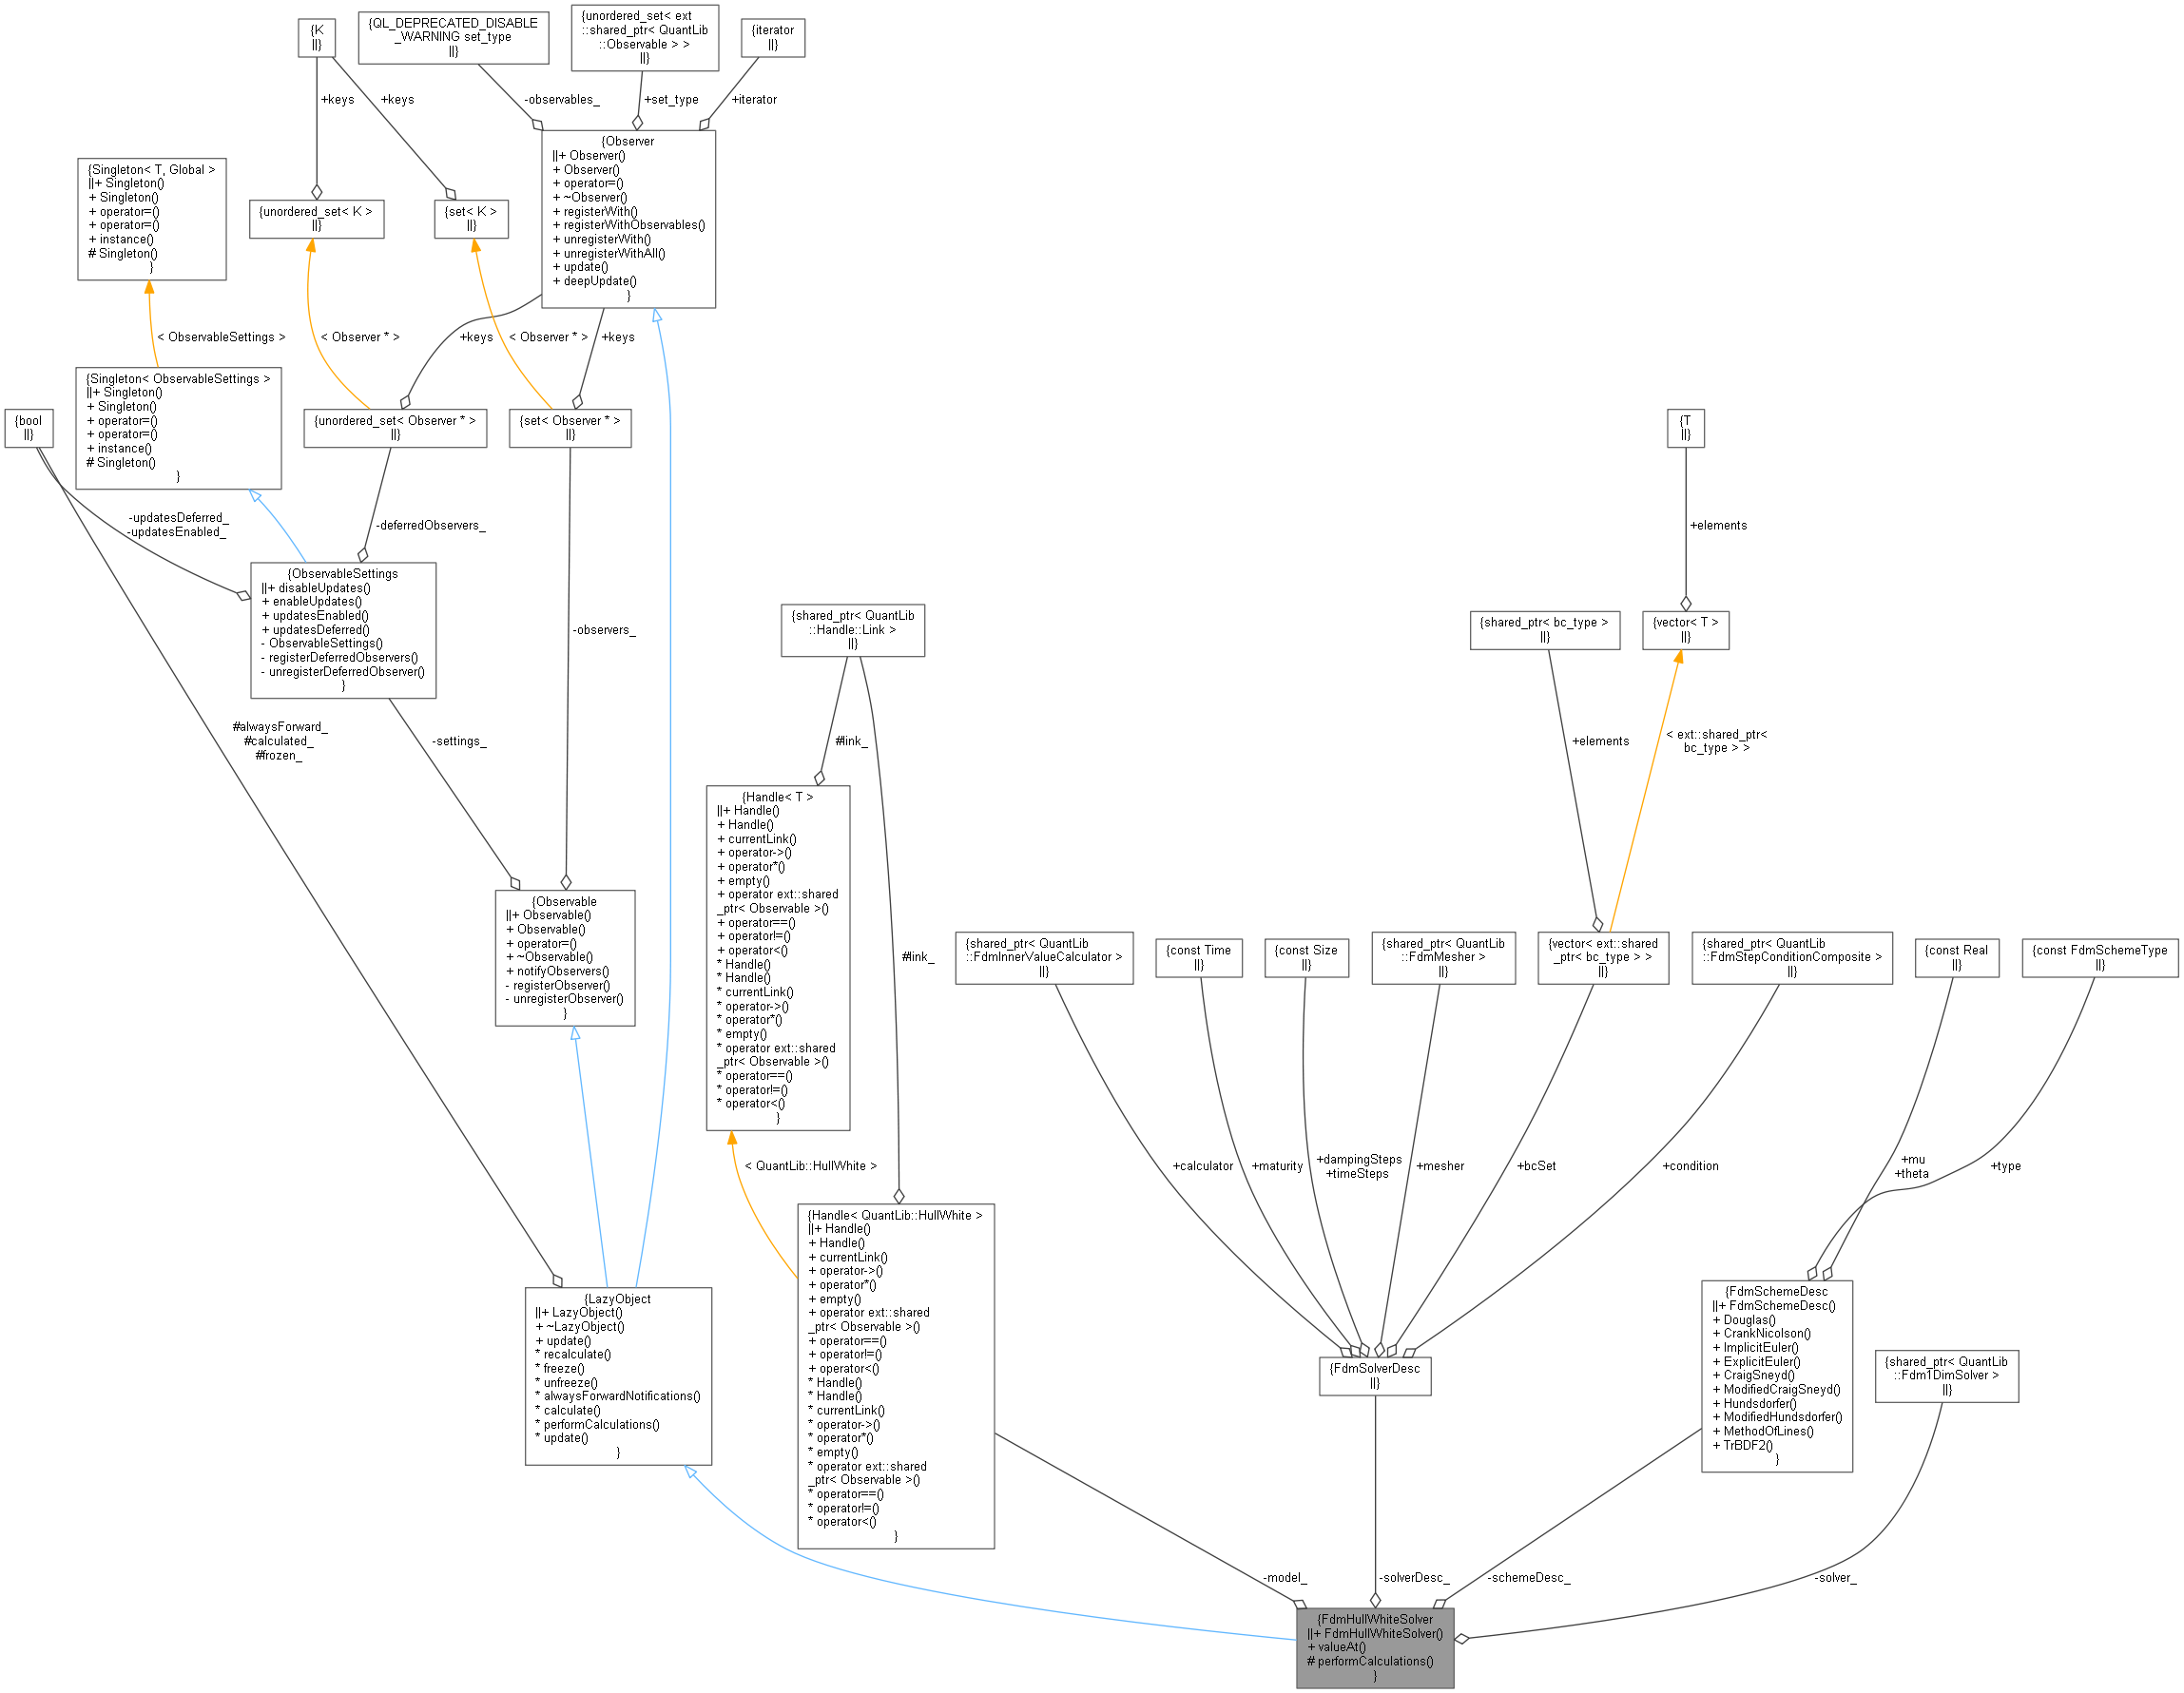 {K
||}
{QL_DEPRECATED_DISABLE
_WARNING set_type
||}
{unordered_set< ext
::shared_ptr< QuantLib
::Observable > >
||}
{iterator
||}
+keys
+keys
-observables_
+set_type
+iterator
{Singleton< T, Global >
||+ Singleton()
+ Singleton()
+ operator=()
+ operator=()
+ instance()
# Singleton()
}
{unordered_set< K >
||}
{set< K >
||}
{Observer
||+ Observer()
+ Observer()
+ operator=()
+ ~Observer()
+ registerWith()
+ registerWithObservables()
+ unregisterWith()
+ unregisterWithAll()
+ update()
+ deepUpdate()
}
< ObservableSettings >
< Observer * >
+keys
< Observer * >
+keys
{bool
||}
{Singleton< ObservableSettings >
||+ Singleton()
+ Singleton()
+ operator=()
+ operator=()
+ instance()
# Singleton()
}
{unordered_set< Observer * >
||}
{set< Observer * >
||}
{T
||}
-updatesDeferred_
-updatesEnabled_
-deferredObservers_
+elements
{ObservableSettings
||+ disableUpdates()
+ enableUpdates()
+ updatesEnabled()
+ updatesDeferred()
- ObservableSettings()
- registerDeferredObservers()
- unregisterDeferredObserver()
}
-observers_
{shared_ptr< QuantLib
::Handle::Link >
||}
{shared_ptr< bc_type >
||}
{vector< T >
||}
#alwaysForward_
#calculated_
#frozen_
-settings_
#link_
+elements
< ext::shared_ptr<
bc_type > >
{Handle< T >
||+ Handle()
+ Handle()
+ currentLink()
+ operator->()
+ operator*()
+ empty()
+ operator ext::shared
_ptr< Observable >()
+ operator==()
+ operator!=()
+ operator<()
* Handle()
* Handle()
* currentLink()
* operator->()
* operator*()
* empty()
* operator ext::shared
_ptr< Observable >()
* operator==()
* operator!=()
* operator<()
}
{Observable
||+ Observable()
+ Observable()
+ operator=()
+ ~Observable()
+ notifyObservers()
- registerObserver()
- unregisterObserver()
}
#link_
{shared_ptr< QuantLib
::FdmInnerValueCalculator >
||}
{const Time
||}
{const Size
||}
{shared_ptr< QuantLib
::FdmMesher >
||}
{vector< ext::shared
_ptr< bc_type > >
||}
{shared_ptr< QuantLib
::FdmStepConditionComposite >
||}
{const Real
||}
{const FdmSchemeType
||}
< QuantLib::HullWhite >
+calculator
+maturity
+dampingSteps
+timeSteps
+mesher
+bcSet
+condition
+mu
+theta
+type
{LazyObject
||+ LazyObject()
+ ~LazyObject()
+ update()
* recalculate()
* freeze()
* unfreeze()
* alwaysForwardNotifications()
* calculate()
* performCalculations()
* update()
}
{Handle< QuantLib::HullWhite >
||+ Handle()
+ Handle()
+ currentLink()
+ operator->()
+ operator*()
+ empty()
+ operator ext::shared
_ptr< Observable >()
+ operator==()
+ operator!=()
+ operator<()
* Handle()
* Handle()
* currentLink()
* operator->()
* operator*()
* empty()
* operator ext::shared
_ptr< Observable >()
* operator==()
* operator!=()
* operator<()
}
{FdmSolverDesc
||}
{FdmSchemeDesc
||+ FdmSchemeDesc()
+ Douglas()
+ CrankNicolson()
+ ImplicitEuler()
+ ExplicitEuler()
+ CraigSneyd()
+ ModifiedCraigSneyd()
+ Hundsdorfer()
+ ModifiedHundsdorfer()
+ MethodOfLines()
+ TrBDF2()
}
{shared_ptr< QuantLib
::Fdm1DimSolver >
||}
-model_
-solverDesc_
-schemeDesc_
-solver_
{FdmHullWhiteSolver
||+ FdmHullWhiteSolver()
+ valueAt()
# performCalculations()
}